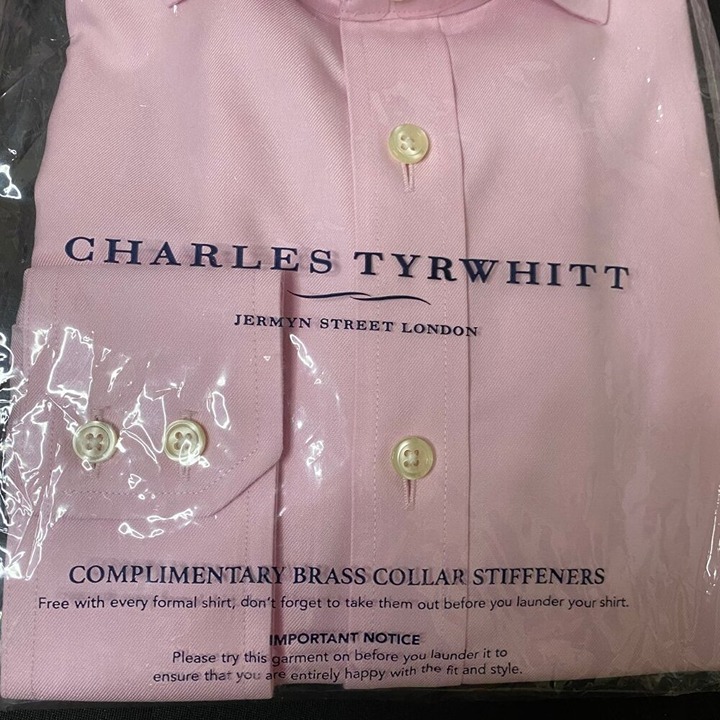 CHARLES TYRWHITT
JERMYN STREET LONDON
COMPLIMENTARY BRASS COLLAR STIFFENERS
Free with every formal shirt, don't forget to take them out before you launder your shirt.
IMPORTANT NOTICE
Please try this garment on before you launder it to
ensure that you are entirely happy with the fit and style.